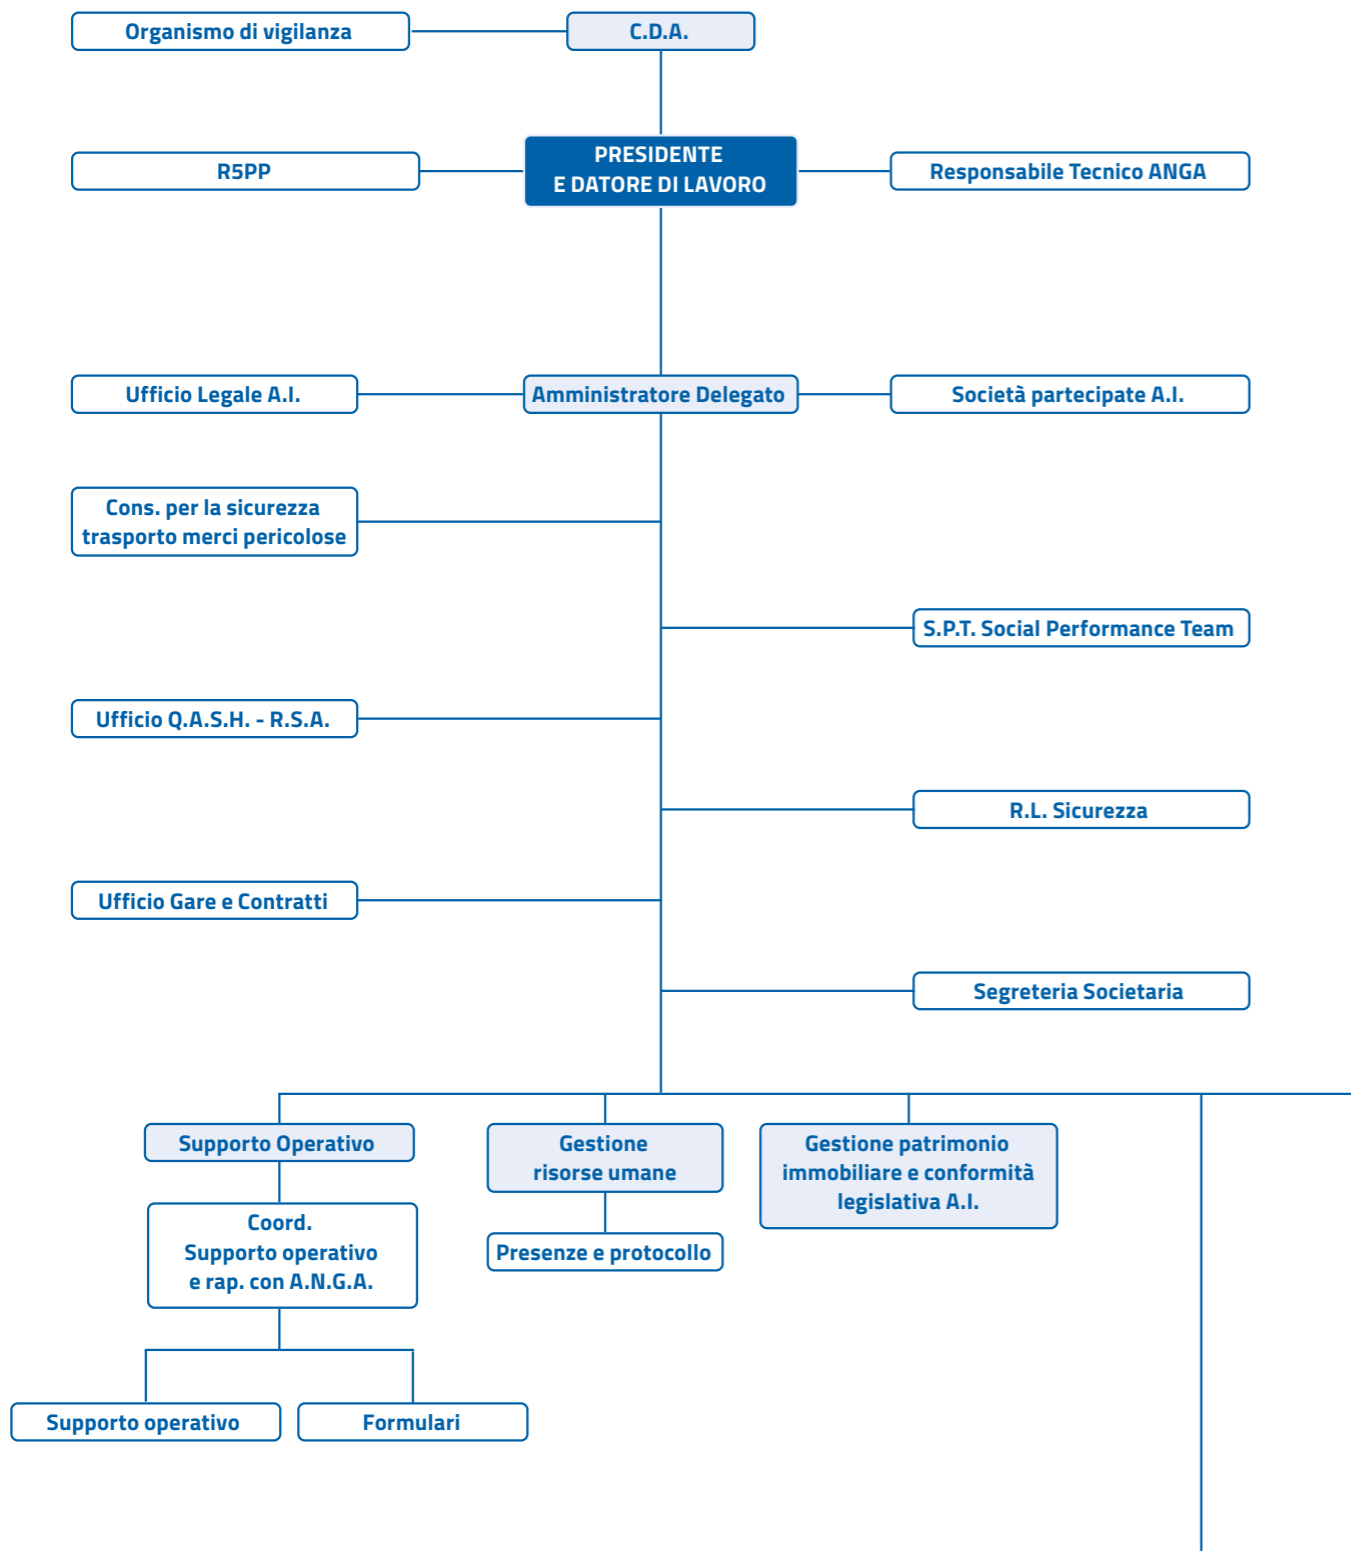 Organismo di vigilanza
C.D.A.
R5PP
PRESIDENTE
E DATORE DI LAVORO
Responsabile Tecnico ANGA
Ufficio Legale A.I.
Amministratore Delegato
Società partecipate A.I.
Cons. per la sicurezza
trasporto merci pericolose
S.P.T. Social Performance Team
Ufficio Q.A.S.H. - R.S.A.
R.L. Sicurezza
Ufficio Gare e Contratti
Segreteria Societaria
Supporto Operativo
Gestione
risorse umane
Gestione patrimonio
immobiliare e conformità
legislativa A.I.
Coord.
Supporto operativo
e rap. con A.N.G.A.
Presenze e protocollo
Supporto operativo
Formulari